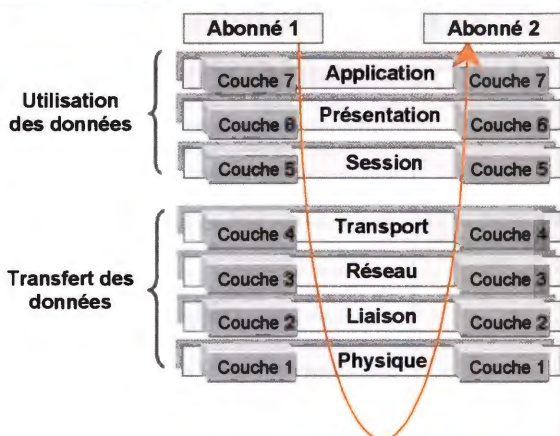 Abonné 1 Abonné 2
Couche 7 Application Couche 7
Couche 6 Présentation Couche 6
Couche 5 Session Couche 5
Utilisation
des données
Couche 4 Transport Couche 4
Couche 3 Réseau Couche 3
Couche 2 Liaison Couche 2
Couche 1 Physique Couche 1
Transfert des
données